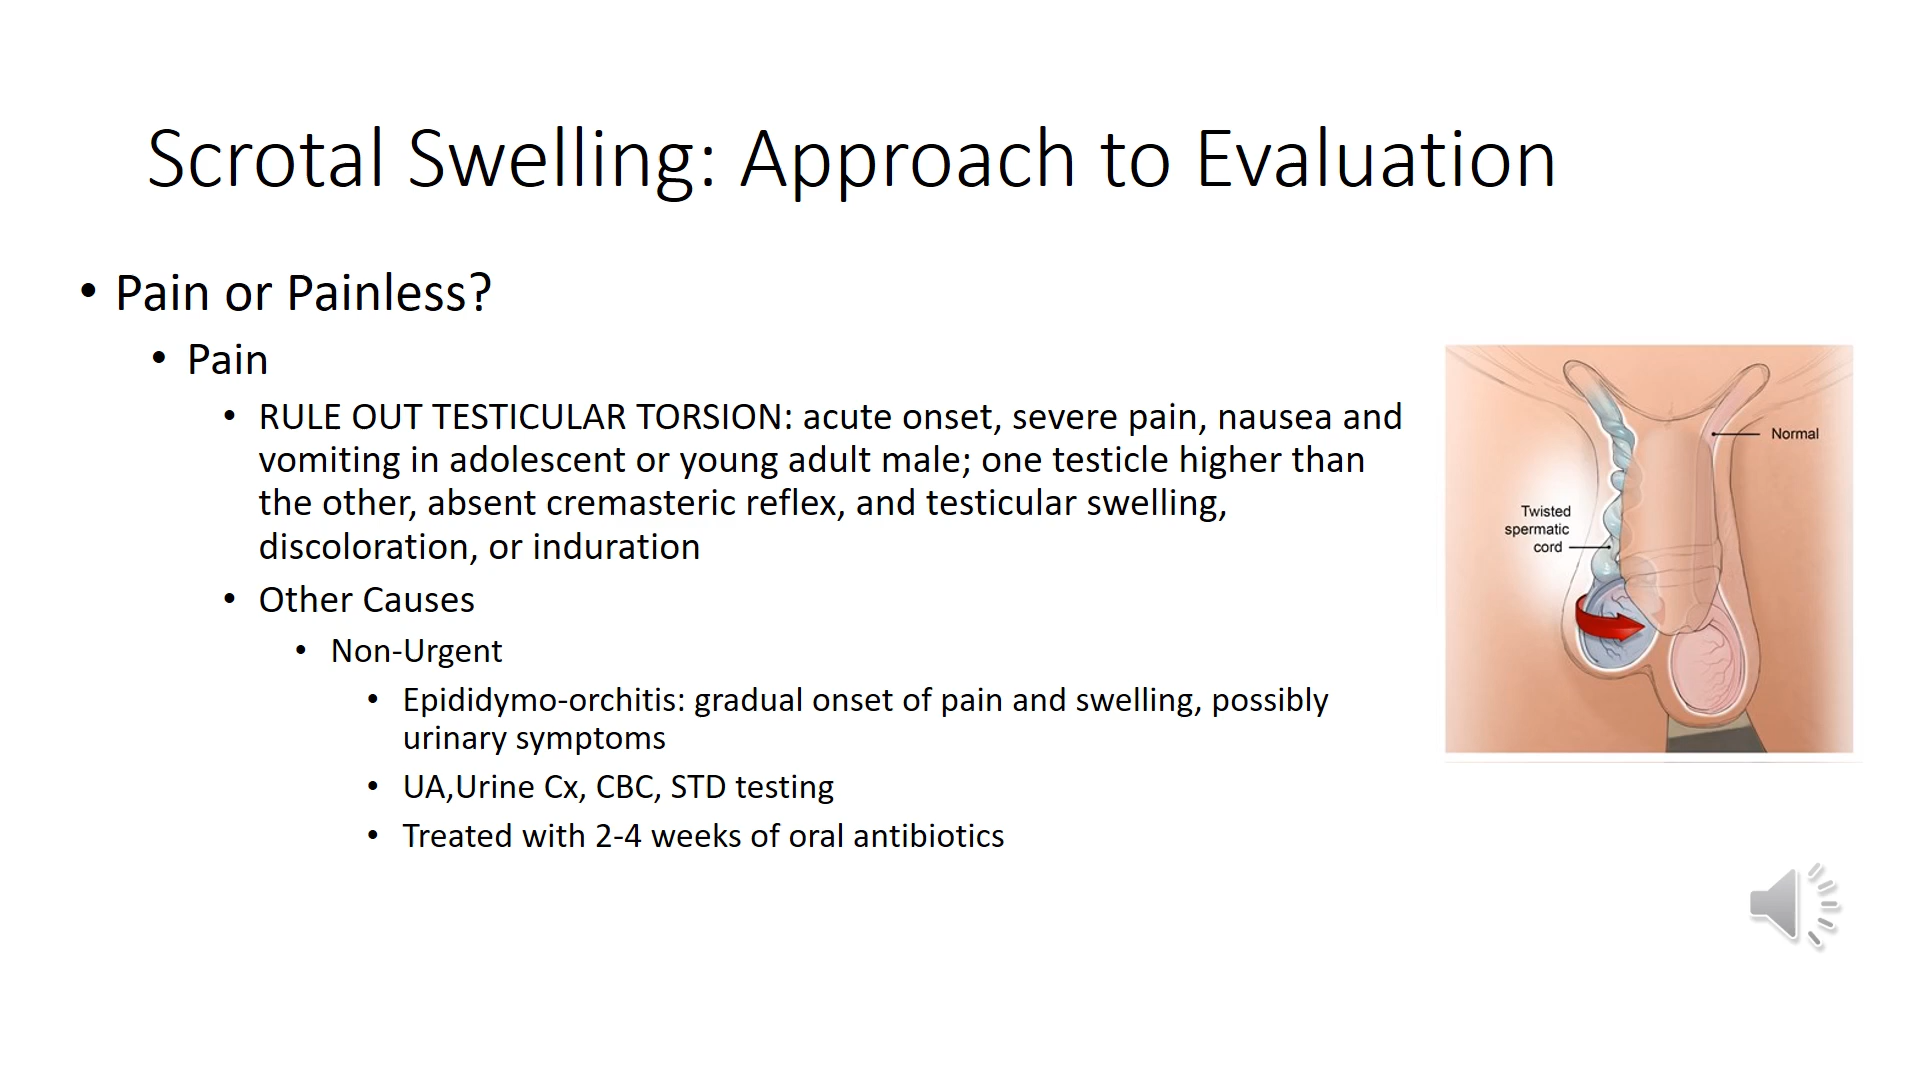 Scrotal Swelling: Approach to Evaluation
• Pain or Painless?
• Pain
• RULE OUT TESTICULAR TORSION: acute onset, severe pain, nausea and
vomiting in adolescent or young adult male; one testicle higher than
the other, absent cremasteric reflex, and testicular swelling,
discoloration, or induration
• Other Causes
• Non-Urgent
• Epididymo-orchitis: gradual onset of pain and swelling, possibly
urinary symptoms
• UA,Urine Cx, CBC, STD testing
• Treated with 2-4 weeks of oral antibiotics
Normal
Twisted
spermatic
cord